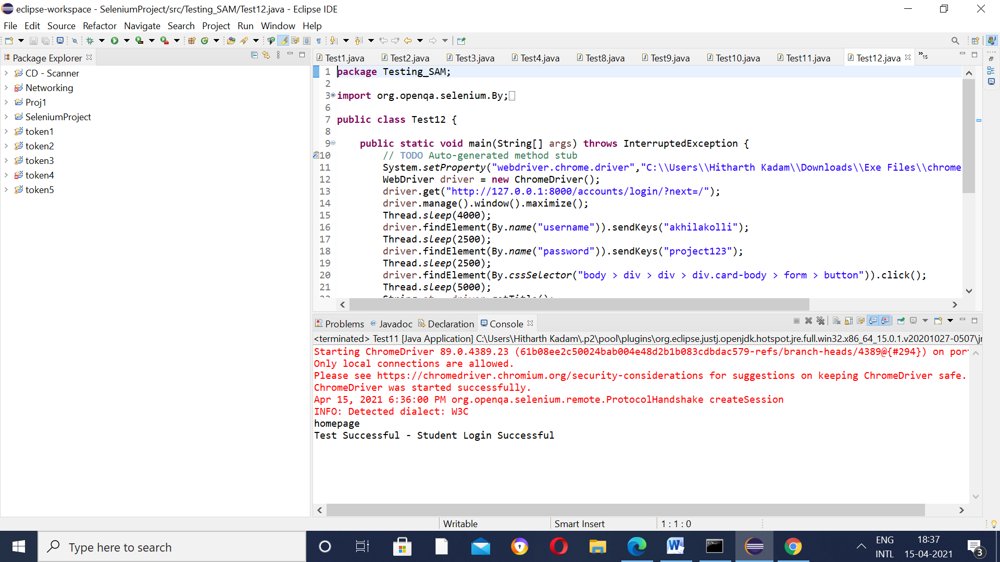 eclipse-workspace - SeleniumProject/src/Testing_SAM/Test12.java - Eclipse IDE
File Edit Source Refactor Navigate Search Project Run Window Help
Package Explorer
CD - Scanner
Networking
Proj1
SeleniumProject
token1
token2
token3
token4
token5
Test1.java Test2.java Test3.java Test4.java Test8.java Test9.java Test10.java Test11.java Test12.java »15
1 package Testing_SAM;
2
3 import org.openqa.selenium.By;
6
7 public class Test12 {
8
9 public static void main(String[] args) throws InterruptedException {
10 // TODO Auto-generated method stub
11 System.setProperty("webdriver.chrome.driver","C:\\Users\\Hitharth Kadam\\Downloads\\Exe Files\\chrome
12 WebDriver driver = new ChromeDriver();
13 driver.get("http://127.0.0.1:8000/accounts/login/?next=/");
14 driver.manage().window().maximize();
15 Thread.sleep(4000);
16 driver.findElement(By.name("username")).sendKeys("akhilakolli");
17 Thread.sleep(2500);
18 driver.findElement(By.name("password")).sendKeys("project123");
19 Thread.sleep(2500);
20 driver.findElement(By.cssSelector("body > div > div > div.card-body > form > button")).click();
21 Thread.sleep(5000);
Problems @ Javadoc Declaration Console
<terminated> Test11 [Java Application] C:\Users\Hitharth Kadam\.p2\pool\plugins\org.eclipse.justj.openjdk.hotspot.jre.full.win32.x86_64_15.0.1.v20201027-0507\jr
Starting ChromeDriver 89.0.4389.23 (61b08ee2c50024bab004e48d2b1b083cdbdac579-refs/branch-heads/4389@{#294}) on por
Only local connections are allowed.
Please see https://chromedriver.chromium.org/security-considerations for suggestions on keeping ChromeDriver safe.
ChromeDriver was started successfully.
Apr 15, 2021 6:36:00 PM org.openqa.selenium.remote.ProtocolHandshake createSession
INFO: Detected dialect: W3C
homepage
Test Successful - Student Login Successful
Writable Smart Insert 1 : 1 : 0
Type here to search
ENG
INTL
18:37
15-04-2021
3